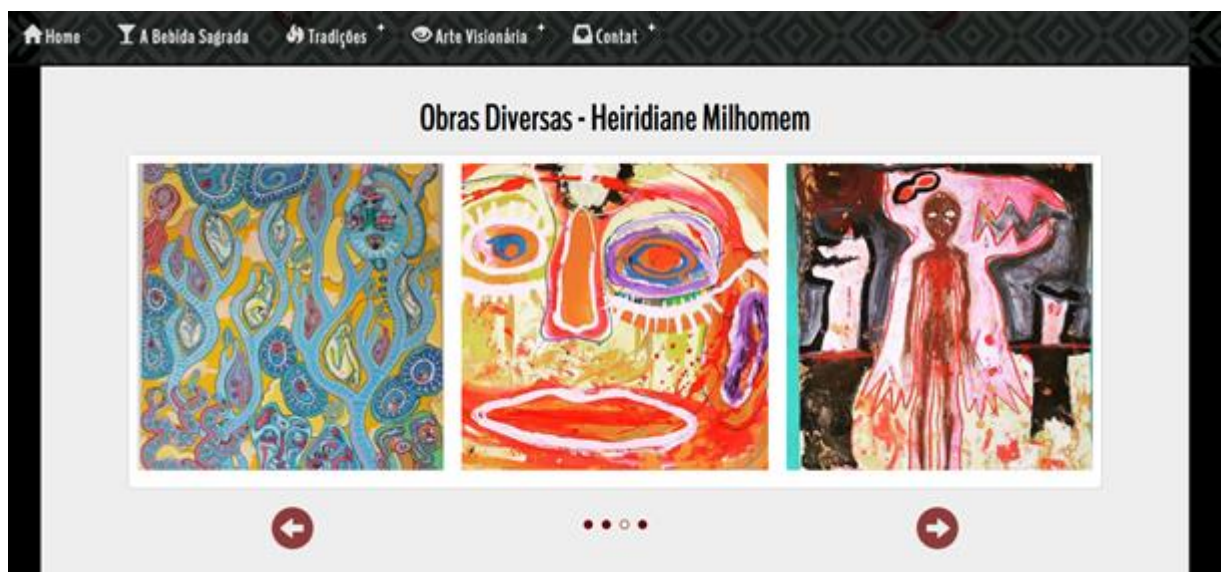 Home A Bebida Sagrada Tradições + Arte Visionária + Contat +
Obras Diversas - Heiridiane Milhomem